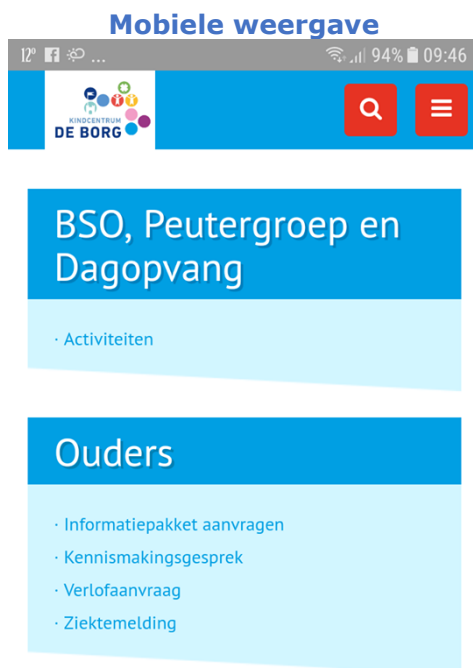 Mobiele weergave
12° ... 94% 09:46
KINDCENTRUM
DE BORG
BSO, Peutergroep en
Dagopvang
· Activiteiten
Ouders
· Informatiepakket aanvragen
· Kennismakingsgesprek
· Verlofaanvraag
· Ziektemelding